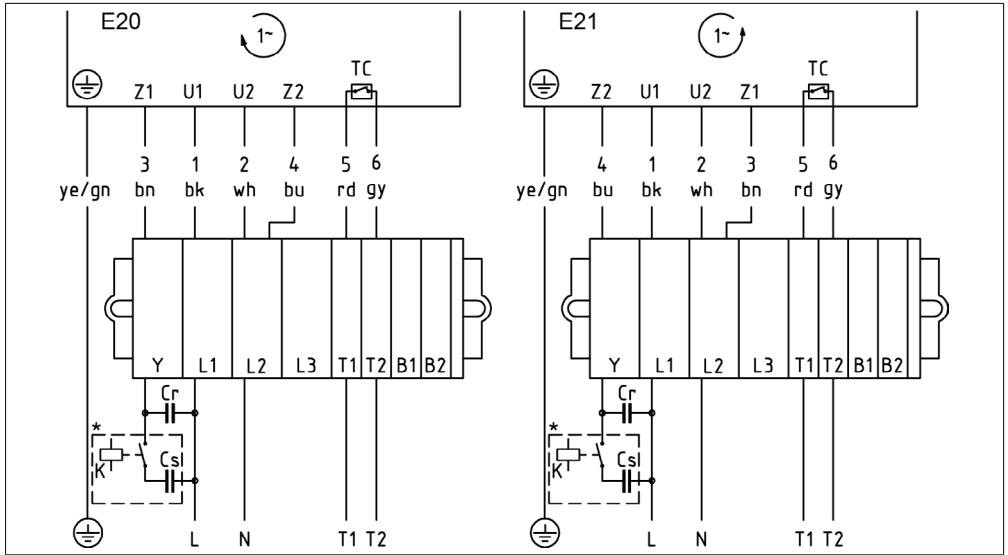 E20
1~
TC
Z1 U1 U2 Z2
3 1 2 4 5 6
ye/gn bn bk wh bu rd gy
Y L1 L2 L3 T1 T2 B1 B2
Cr
*
K Cs
L N T1 T2
E21
1~
TC
Z2 U1 U2 Z1
4 1 2 3 5 6
ye/gn bu bk wh bn rd gy
Y L1 L2 L3 T1 T2 B1 B2
Cr
*
K Cs
L N T1 T2